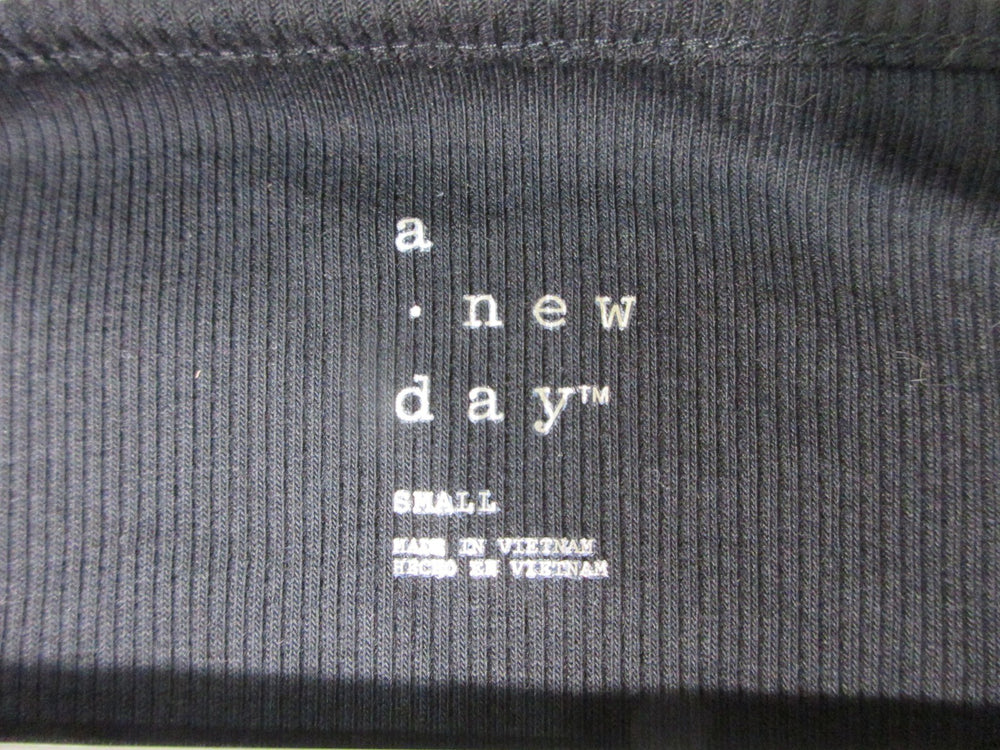 a
· new
day™
SMALL
MADE IN VIETNAM
HECHO EN VIETNAM